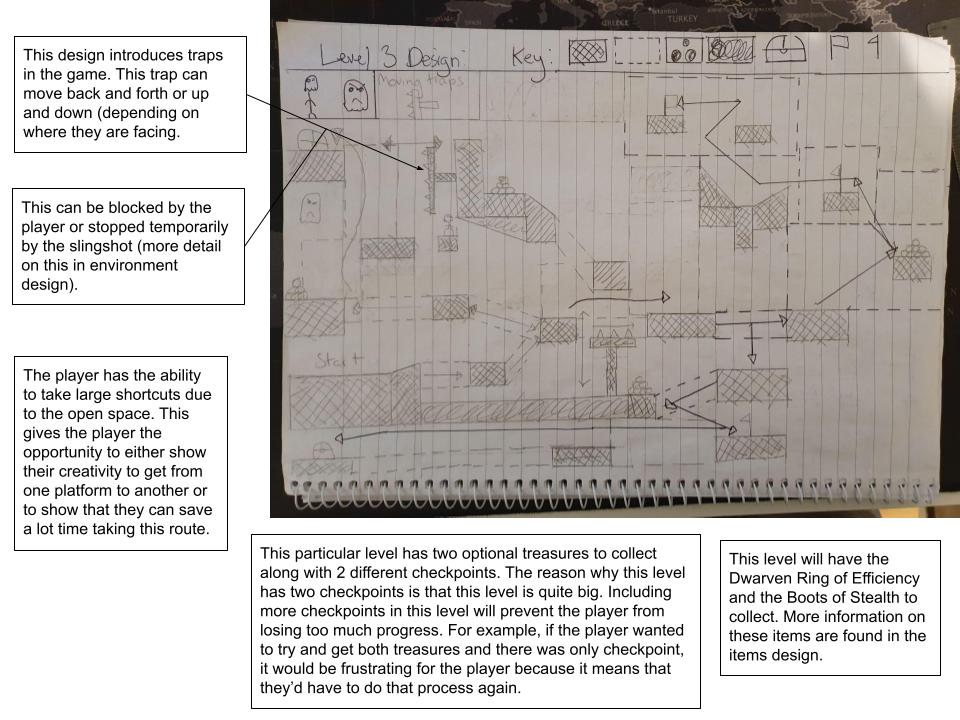 This design introduces traps
in the game. This trap can
move back and forth or up
and down (depending on
where they are facing.
This can be blocked by the
player or stopped temporarily
by the slingshot (more detail
on this in environment
design).
The player has the ability
to take large shortcuts due
to the open space. This
gives the player the
opportunity to either show
their creativity to get from
one platform to another or
to show that they can save
a lot time taking this route.
TURKEY
GREECE
Level 3 Design:
Key:
Moving traps
Start
This particular level has two optional treasures to collect
along with 2 different checkpoints. The reason why this level
has two checkpoints is that this level is quite big. Including
more checkpoints in this level will prevent the player from
losing too much progress. For example, if the player wanted
to try and get both treasures and there was only checkpoint,
it would be frustrating for the player because it means that
they'd have to do that process again.
This level will have the
Dwarven Ring of Efficiency
and the Boots of Stealth to
collect. More information on
these items are found in the
items design.